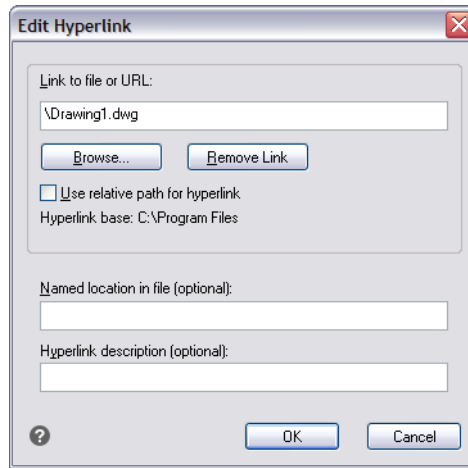 Edit Hyperlink
Link to file or URL:
\Drawing1.dwg
Browse... Remove Link
Use relative path for hyperlink
Hyperlink base: C:\Program Files
Named location in file (optional):
Hyperlink description (optional):
? OK Cancel